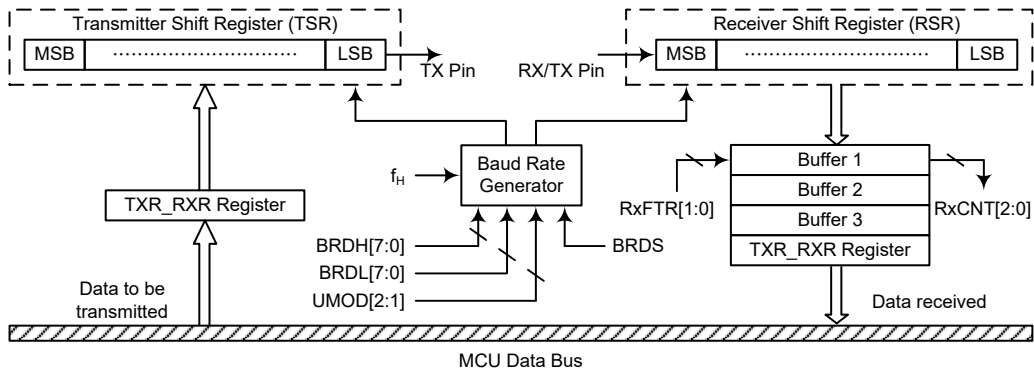 Transmitter Shift Register (TSR)
MSB ........................... LSB
TX Pin
Receiver Shift Register (RSR)
RX/TX Pin
MSB ........................... LSB
Baud Rate
Generator
fH
BRDH[7:0]
BRDL[7:0]
UMOD[2:1]
BRDS
TXR_RXR Register
Data to be
transmitted
Buffer 1
Buffer 2
Buffer 3
TXR_RXR Register
RxFTR[1:0]
RxCNT[2:0]
Data received
MCU Data Bus